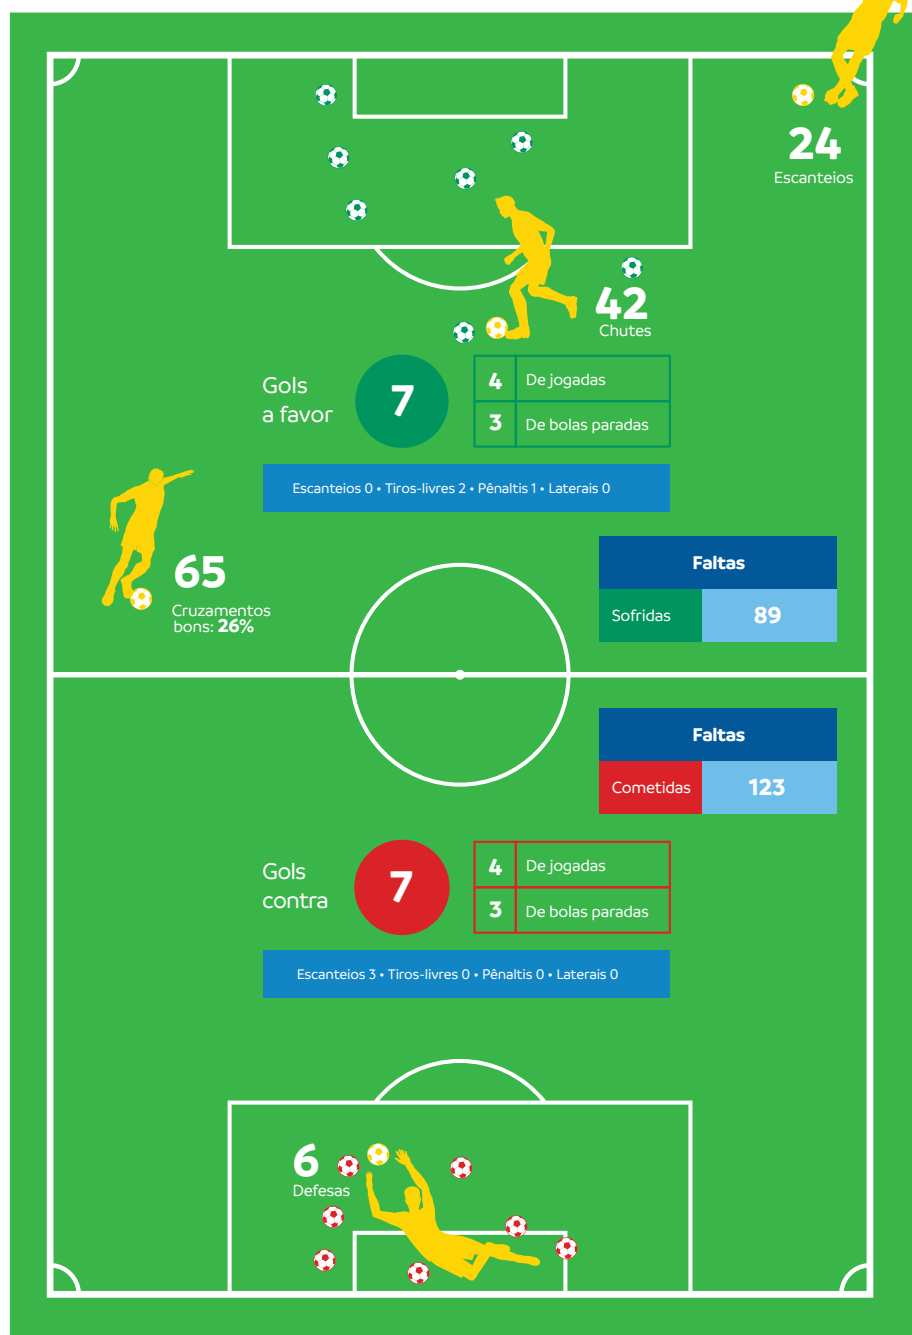 24
Escanteios
42
Chutes
Gols
a favor
7
4 De jogadas
3 De bolas paradas
Escanteios 0 • Tiros-livres 2 • Pênaltis 1 • Laterais 0
65
Cruzamentos
bons: 26%
Faltas
Sofridas 89
Faltas
Cometidas 123
Gols
contra
7
4 De jogadas
3 De bolas paradas
Escanteios 3 • Tiros-livres 0 • Pênaltis 0 • Laterais 0
6
Defesas